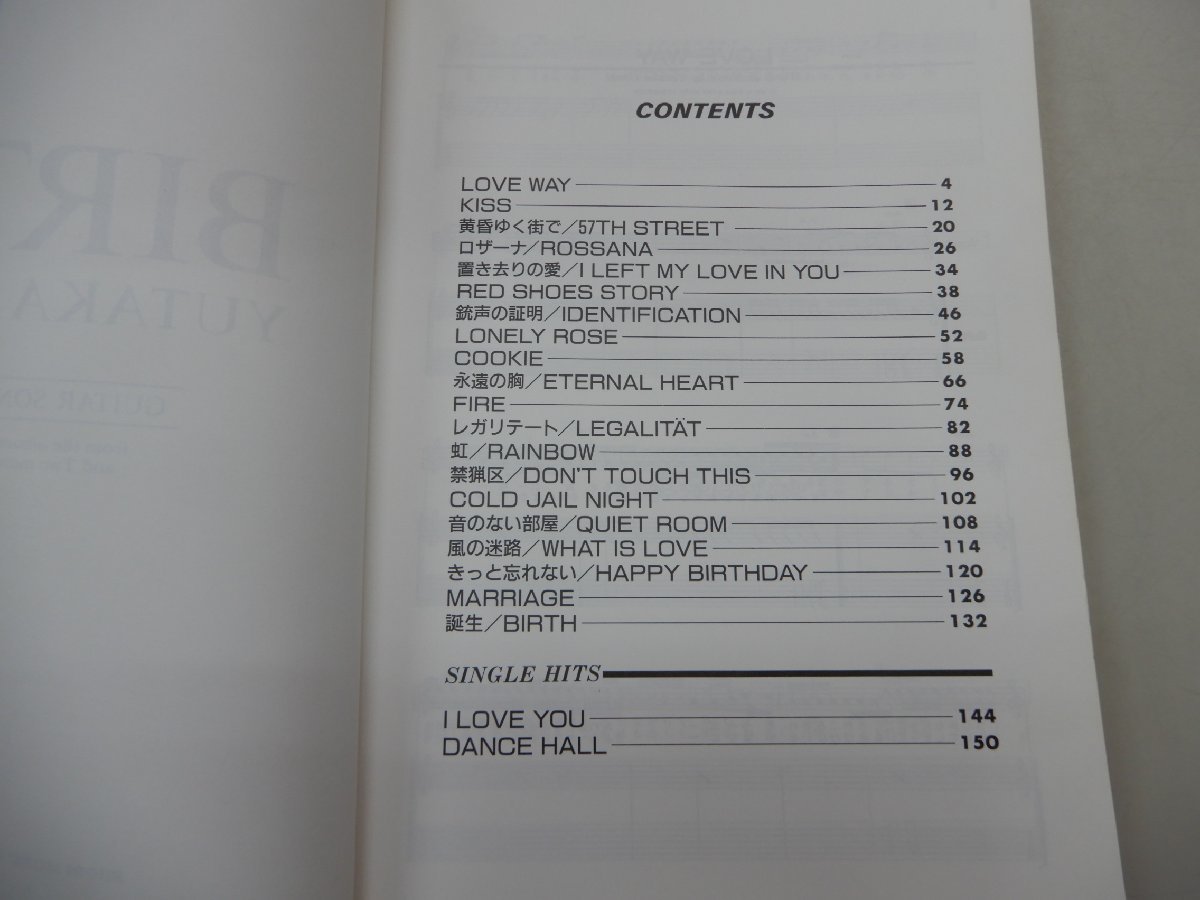 CONTENTS
LOVE WAY 4
KISS 12
黄昏ゆく街で/57TH STREET 20
ロザーナ/ROSSANA 26
置き去りの愛/I LEFT MY LOVE IN YOU 34
RED SHOES STORY 38
銃声の証明/IDENTIFICATION 46
LONELY ROSE 52
COOKIE 58
永遠の胸/ETERNAL HEART 66
FIRE 74
レガリテート/LEGALITÄT 82
虹/RAINBOW 88
禁猟区/DON'T TOUCH THIS 96
COLD JAIL NIGHT 102
音のない部屋/QUIET ROOM 108
風の迷路/WHAT IS LOVE 114
きっと忘れない/HAPPY BIRTHDAY 120
MARRIAGE 126
誕生/BIRTH 132
SINGLE HITS
I LOVE YOU 144
DANCE HALL 150